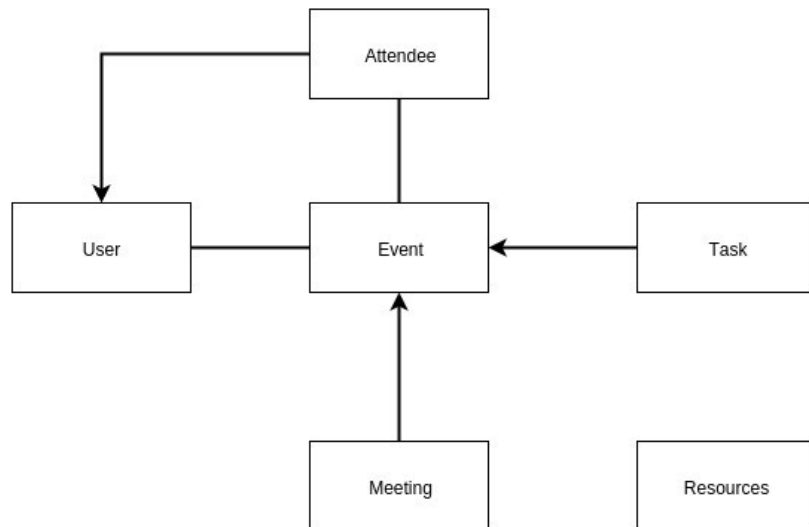 Attendee
User
Event
Task
Meeting
Resources